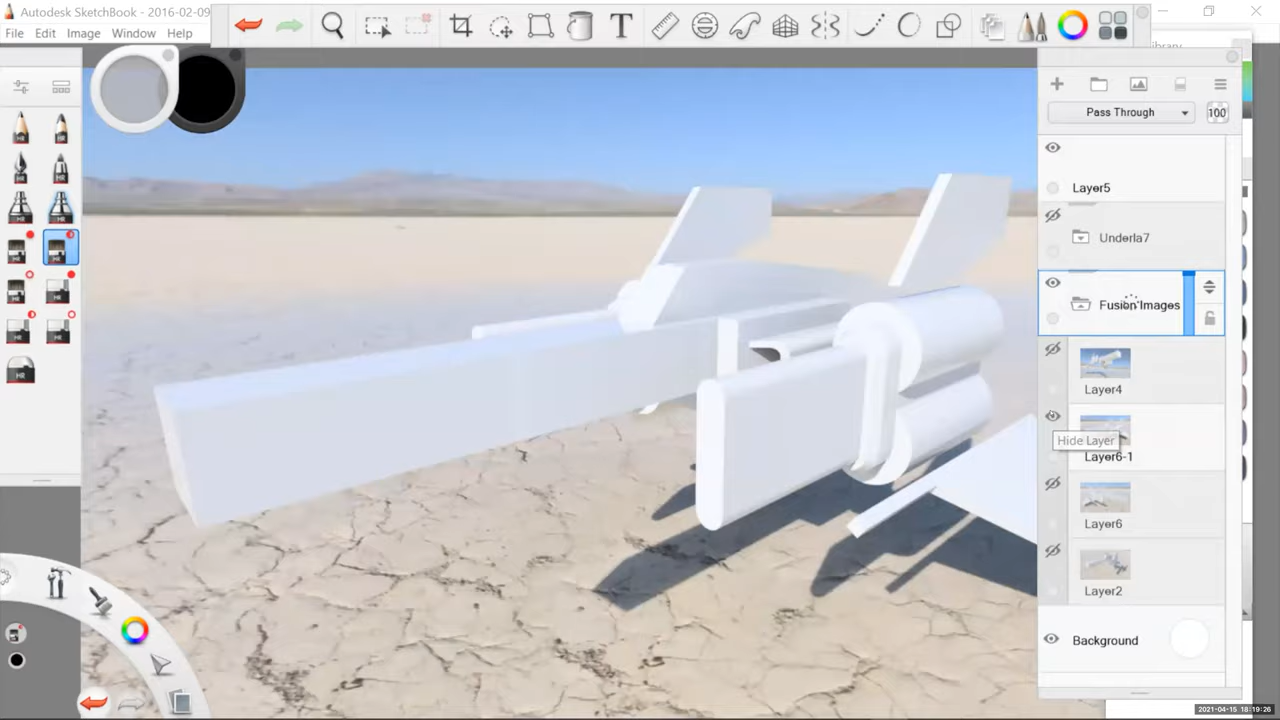 Autodesk SketchBook - 2016-02-09
File Edit Image Window Help
T
Pass Through
100
Layer5
Underla7
Fusion Images
Layer4
Hide Layer
Layer6-1
Layer6
Layer2
Background
2021-04-15 18:19:26